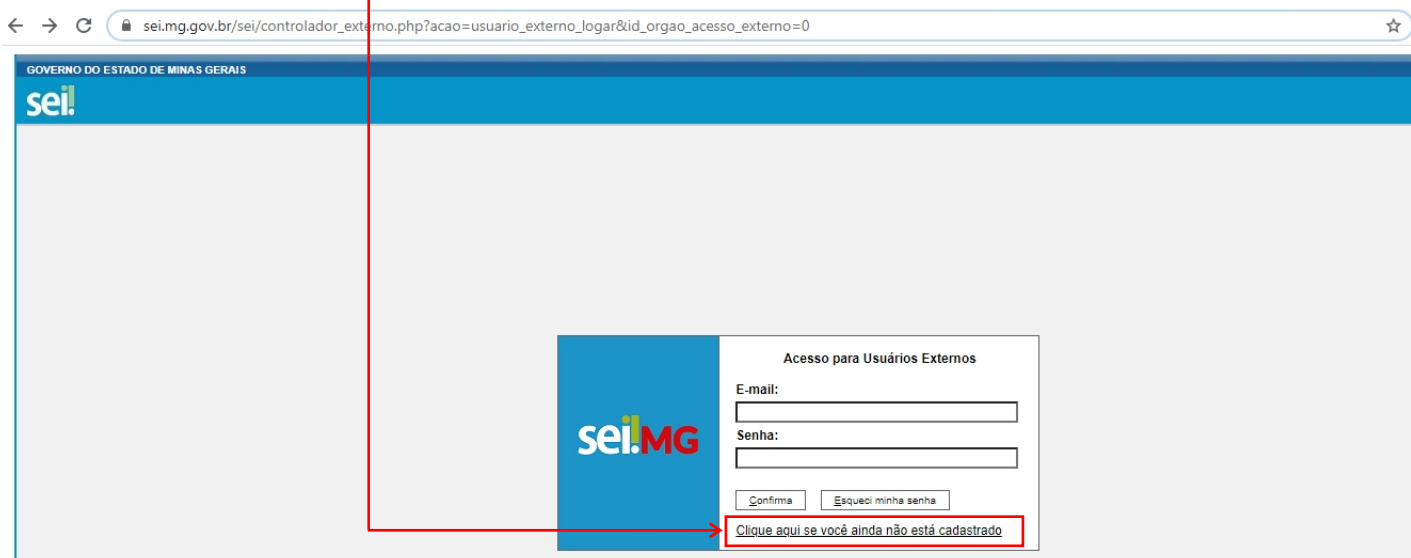 sei.mg.gov.br/sei/controlador_externo.php?acao=usuario_externo_logar&id_orgao_acesso_externo=0
GOVERNO DO ESTADO DE MINAS GERAIS
sei!
Acesso para Usuários Externos
E-mail:
sei!MG
Senha:
Confirma Esqueci minha senha
Clique aqui se você ainda não está cadastrado